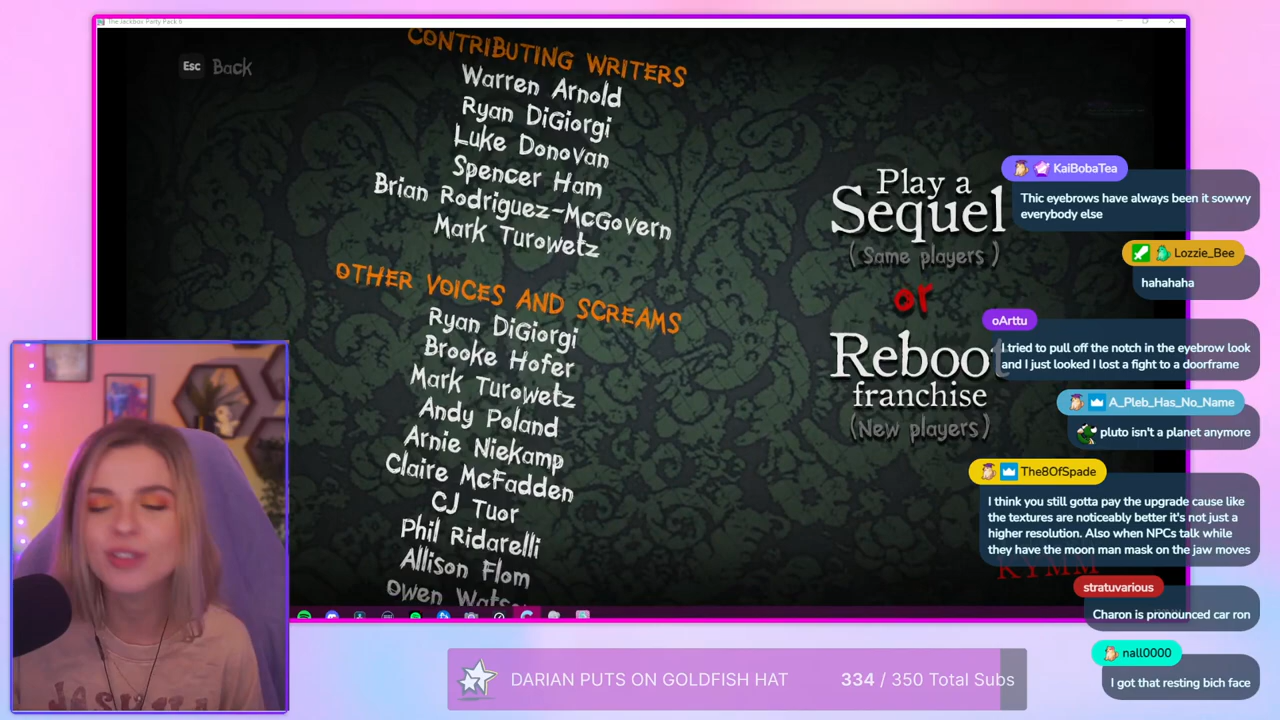 The Jackbox Party Pack 6
Esc Back
CONTRIBUTING WRITERS
Warren Arnold
Ryan DiGiorgi
Luke Donovan
Spencer Ham
Brian Rodriguez-McGovern
Mark Turowetz
OTHER VOICES AND SCREAMS
Ryan DiGiorgi
Brooke Hofer
Mark Turowetz
Andy Poland
Arnie Niekamp
Claire McFadden
CJ Tuor
Phil Ridarelli
Allison Flom
Owen Watson
Play a
Sequel
(Same players)
or
Reboot
franchise
(New players)
KaiBobaTea
Thic eyebrows have always been it sowwy
everybody else
Lozzie_Bee
hahahaha
oArttu
I tried to pull off the notch in the eyebrow look
and I just looked I lost a fight to a doorframe
A_Pleb_Has_No_Name
pluto isn't a planet anymore
The8OfSpade
I think you still gotta pay the upgrade cause like
the textures are noticeably better it's not just a
higher resolution. Also when NPCs talk while
they have the moon man mask on the jaw moves
stratuvarious
Charon is pronounced car ron
nall0000
I got that resting bich face
DARIAN PUTS ON GOLDFISH HAT 334 / 350 Total Subs